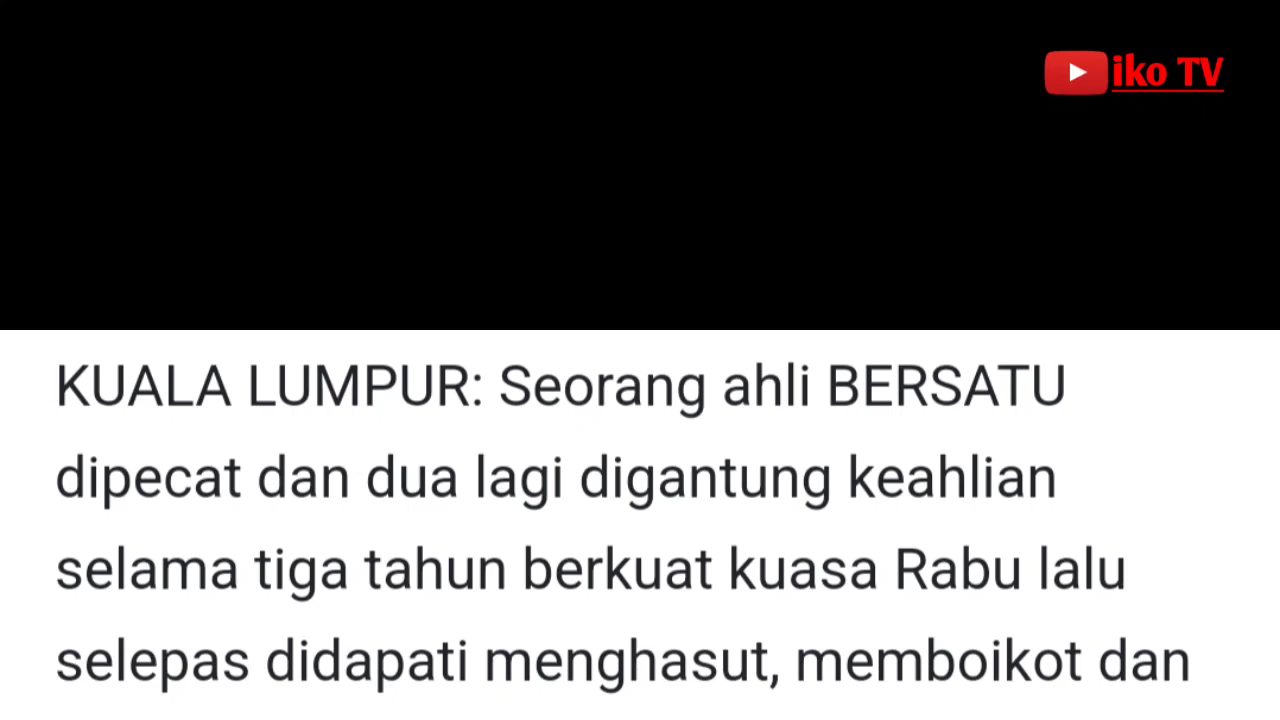 iko TV
KUALA LUMPUR: Seorang ahli BERSATU
dipecat dan dua lagi digantung keahlian
selama tiga tahun berkuat kuasa Rabu lalu
selepas didapati menghasut, memboikot dan